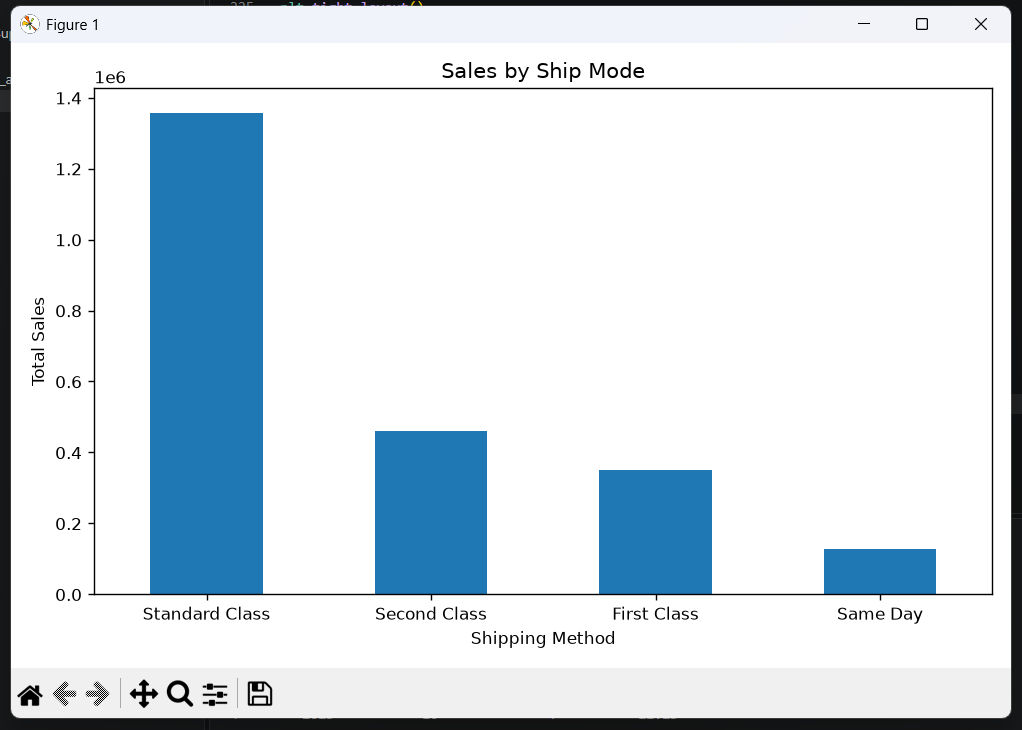 Figure 1
Sales by Ship Mode
1e6
1.4
1.2
1.0
0.8
0.6
0.4
0.2
0.0
Total Sales
Standard Class Second Class First Class Same Day
Shipping Method